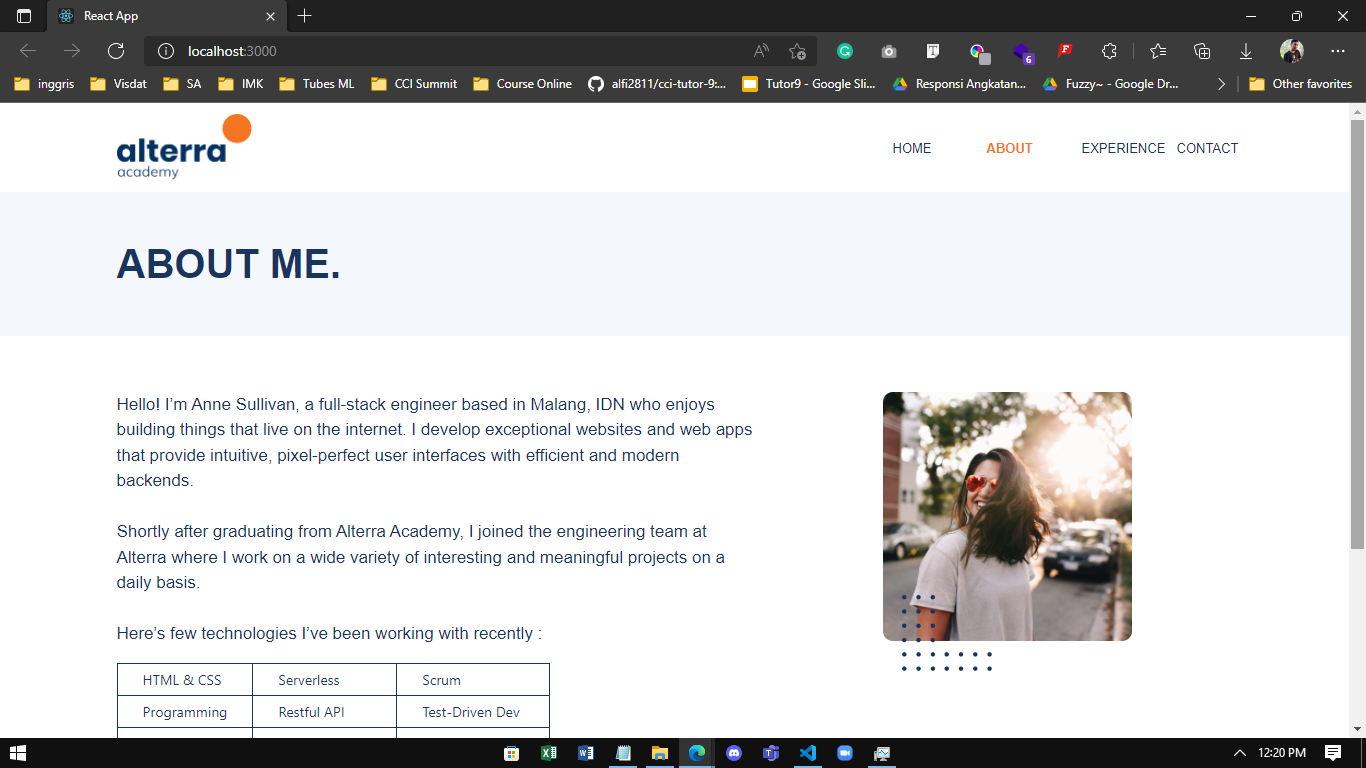 React App
localhost:3000
6
inggris
Visdat
SA
IMK
Tubes ML
CCI Summit
Course Online
alfi2811/cci-tutor-9:...
Tutor9 - Google Sli...
Responsi Angkatan...
Fuzzy~ - Google Dr...
Other favorites
alterra
academy
HOME ABOUT EXPERIENCE CONTACT
ABOUT ME.
Hello! I’m Anne Sullivan, a full-stack engineer based in Malang, IDN who enjoys
building things that live on the internet. I develop exceptional websites and web apps
that provide intuitive, pixel-perfect user interfaces with efficient and modern
backends.
Shortly after graduating from Alterra Academy, I joined the engineering team at
Alterra where I work on a wide variety of interesting and meaningful projects on a
daily basis.
Here’s few technologies I’ve been working with recently :
HTML & CSS Serverless Scrum
Programming Restful API Test-Driven Dev
12:20 PM